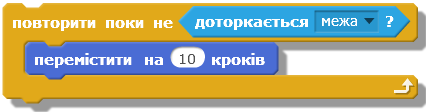 повторити поки не доторкається межа ?
перемістити на 10 кроків